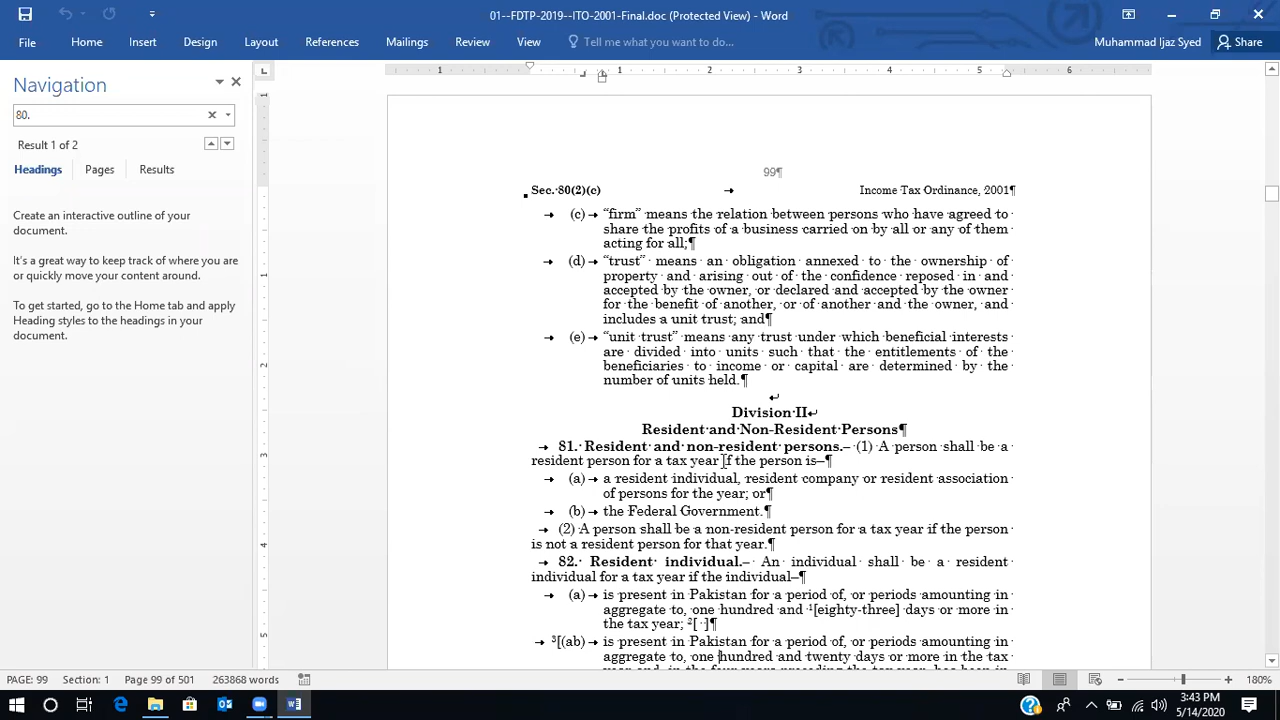 01--FDTP-2019--ITO-2001-Final.doc (Protected View) - Word
File Home Insert Design Layout References Mailings Review View Tell me what you want to do... Muhammad Ijaz Syed Share
Navigation
80.
Result 1 of 2
Headings Pages Results
Create an interactive outline of your
document.
It's a great way to keep track of where you are
or quickly move your content around.
To get started, go to the Home tab and apply
Heading styles to the headings in your
document.
1 1 2 3 4 5 6
1
1
2
3
4
5
99¶
Sec. 80(2)(c) → Income Tax Ordinance, 2001¶
→ (c) → “firm” means the relation between persons who have agreed to
share the profits of a business carried on by all or any of them
acting for all;¶
→ (d) → “trust” means an obligation annexed to the ownership of
property and arising out of the confidence reposed in and
accepted by the owner, or declared and accepted by the owner
for the benefit of another, or of another and the owner, and
includes a unit trust; and¶
→ (e) → “unit trust” means any trust under which beneficial interests
are divided into units such that the entitlements of the
beneficiaries to income or capital are determined by the
number of units held.¶
↵
Division II↵
Resident and Non-Resident Persons¶
→ 81. Resident and non-resident persons.– (1) A person shall be a
resident person for a tax year if the person is–¶
→ (a) → a resident individual, resident company or resident association
of persons for the year; or¶
→ (b) → the Federal Government.¶
→ (2) A person shall be a non-resident person for a tax year if the person
is not a resident person for that year.¶
→ 82. Resident individual.– An individual shall be a resident
individual for a tax year if the individual–¶
→ (a) → is present in Pakistan for a period of, or periods amounting in
aggregate to, one hundred and ¹[eighty-three] days or more in
the tax year; ²[ ]¶
→ ³[(ab) → is present in Pakistan for a period of, or periods amounting in
aggregate to, one hundred and twenty days or more in the tax
PAGE: 99 Section: 1 Page 99 of 501 263868 words 180%
3:43 PM
5/14/2020